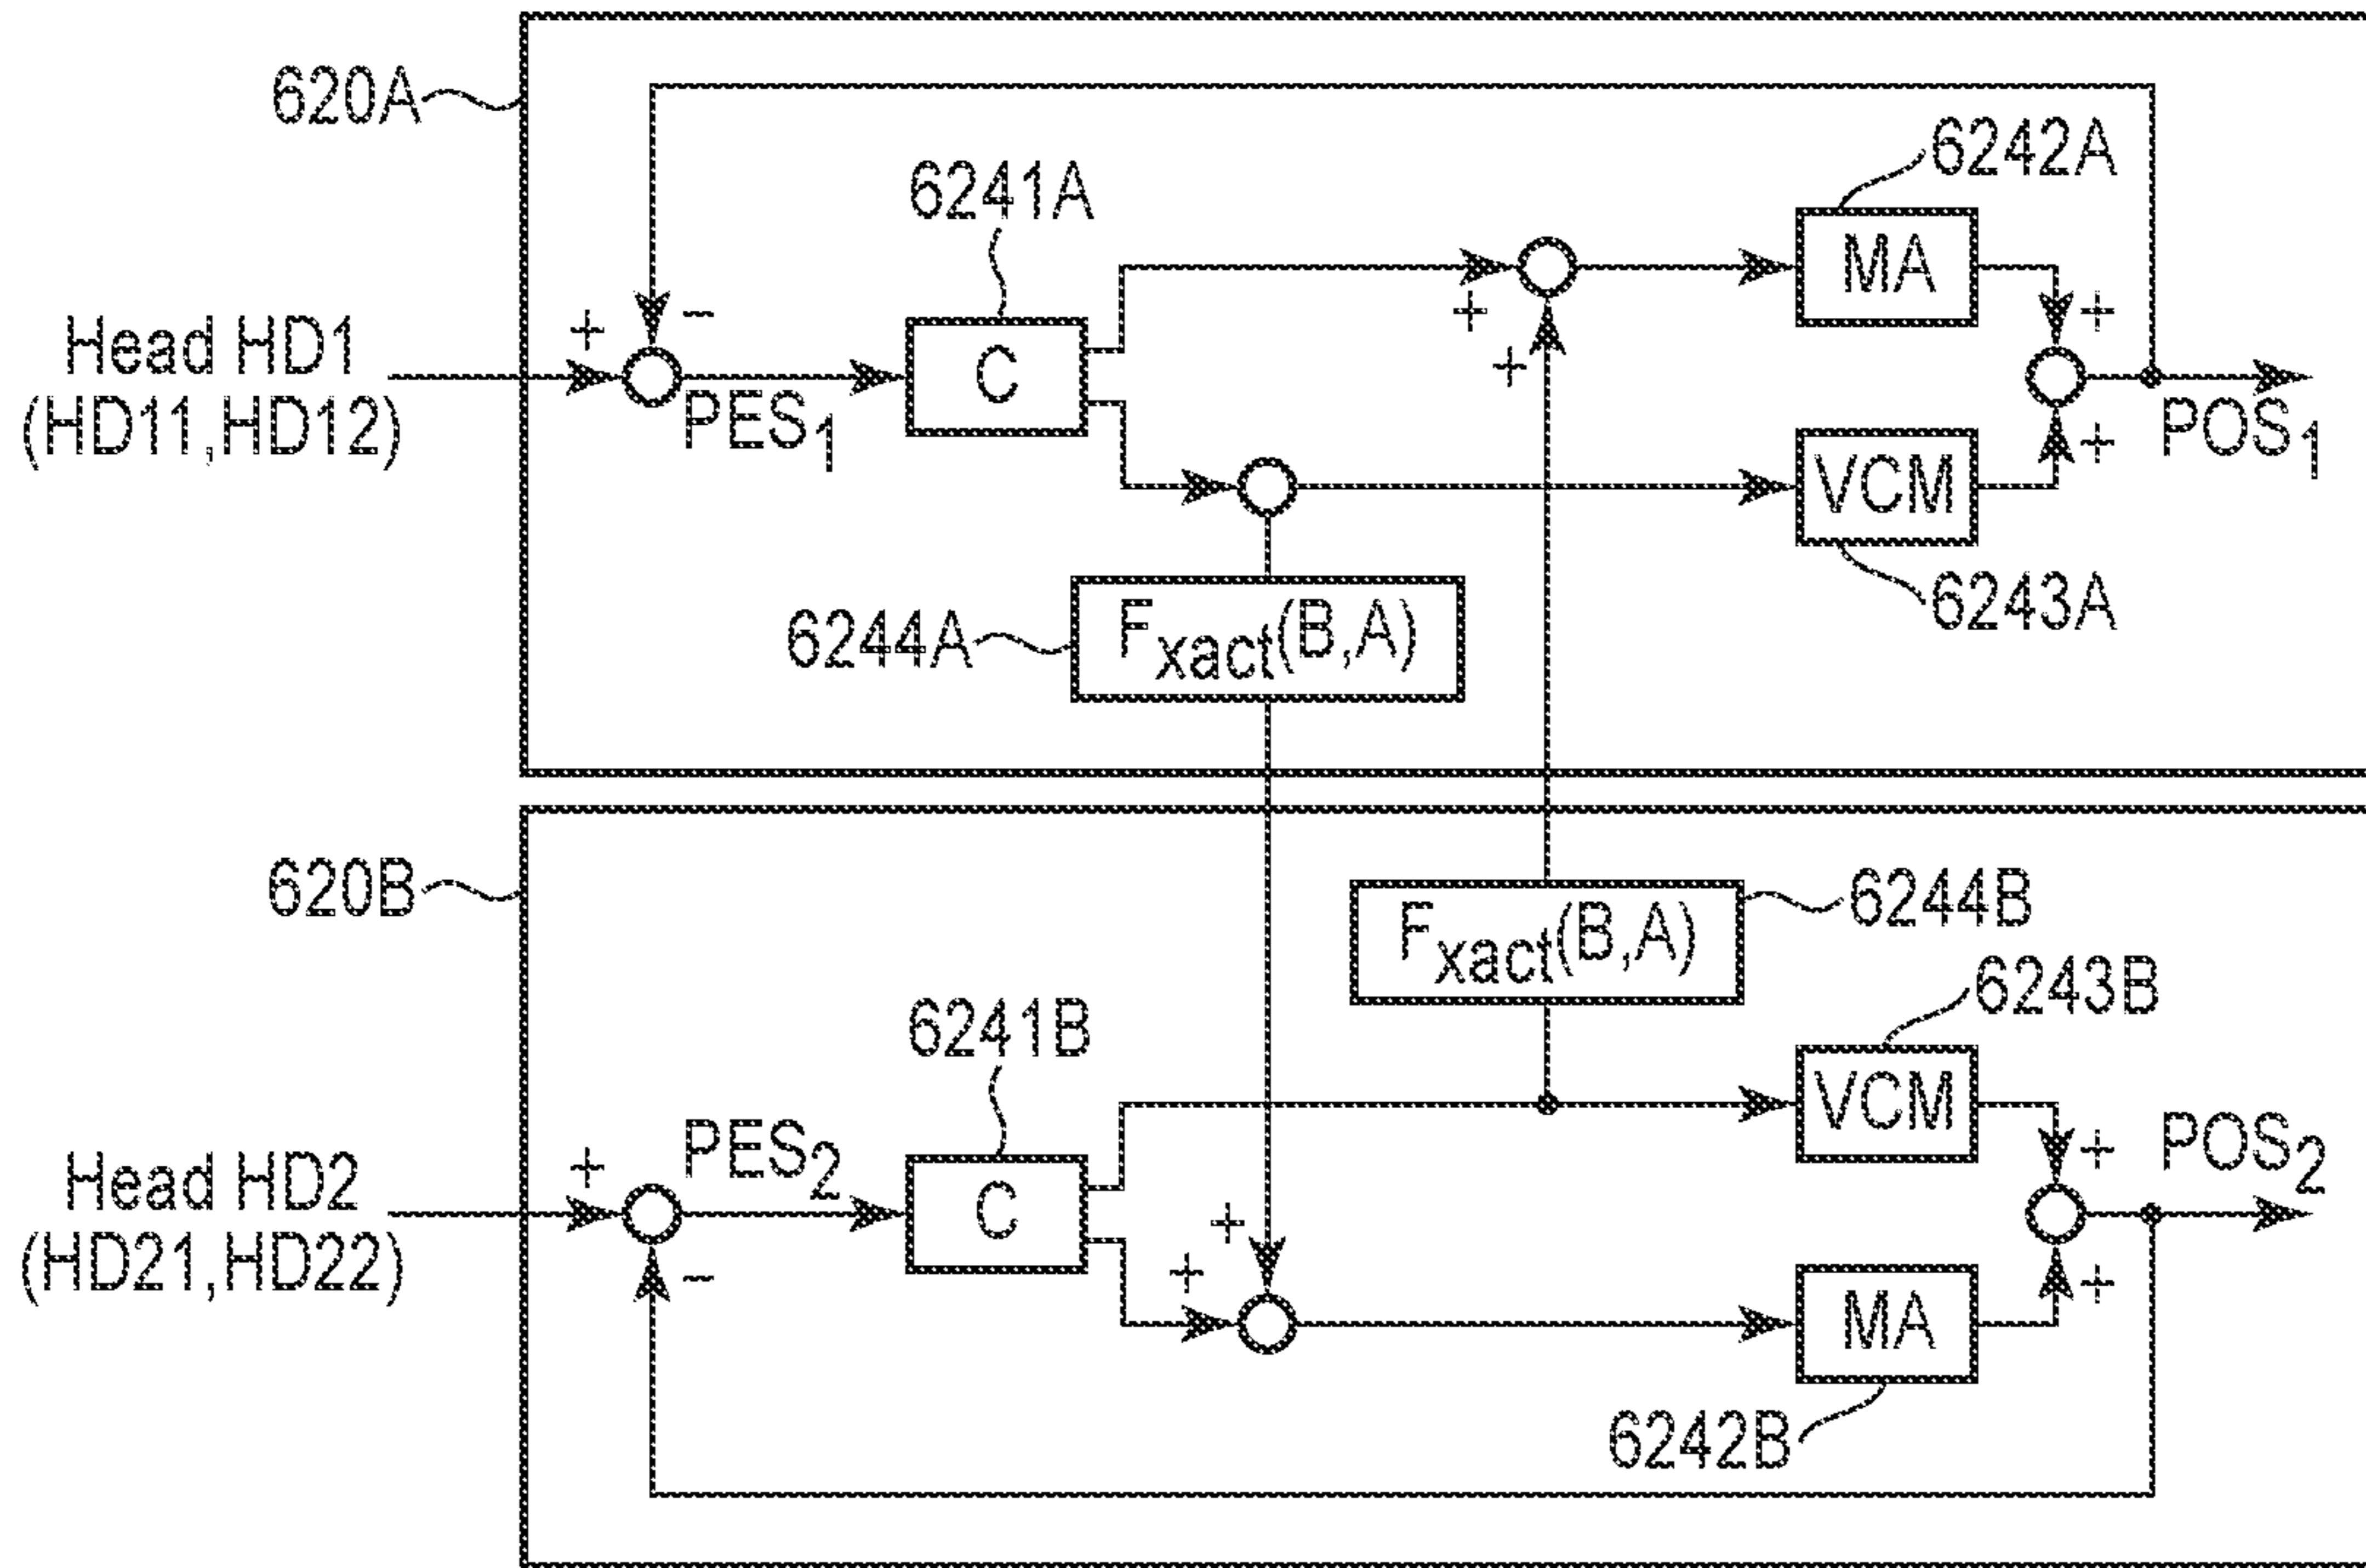 620A
6242A
6241A
+
-
MA
+
+
Head HD1
(HD11,HD12)
PES1
C
+
POS1
+
VCM
6243A
6244A
Fxact(B,A)
620B
Fxact(B,A)
6244B
6243B
6241B
VCM
+
Head HD2
(HD21,HD22)
+
PES2
-
C
+
+
POS2
+
MA
6242B